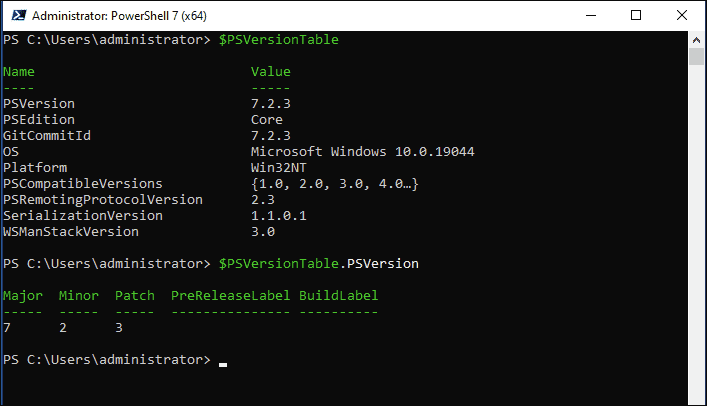 Administrator: PowerShell 7 (x64)
PS C:\Users\administrator> $PSVersionTable
Name                           Value
----                           -----
PSVersion                      7.2.3
PSEdition                      Core
GitCommitId                    7.2.3
OS                             Microsoft Windows 10.0.19044
Platform                       Win32NT
PSCompatibleVersions           {1.0, 2.0, 3.0, 4.0…}
PSRemotingProtocolVersion      2.3
SerializationVersion           1.1.0.1
WSManStackVersion              3.0
PS C:\Users\administrator> $PSVersionTable.PSVersion
Major  Minor  Patch  PreReleaseLabel BuildLabel
-----  -----  -----  --------------- ----------
7      2      3
PS C:\Users\administrator>